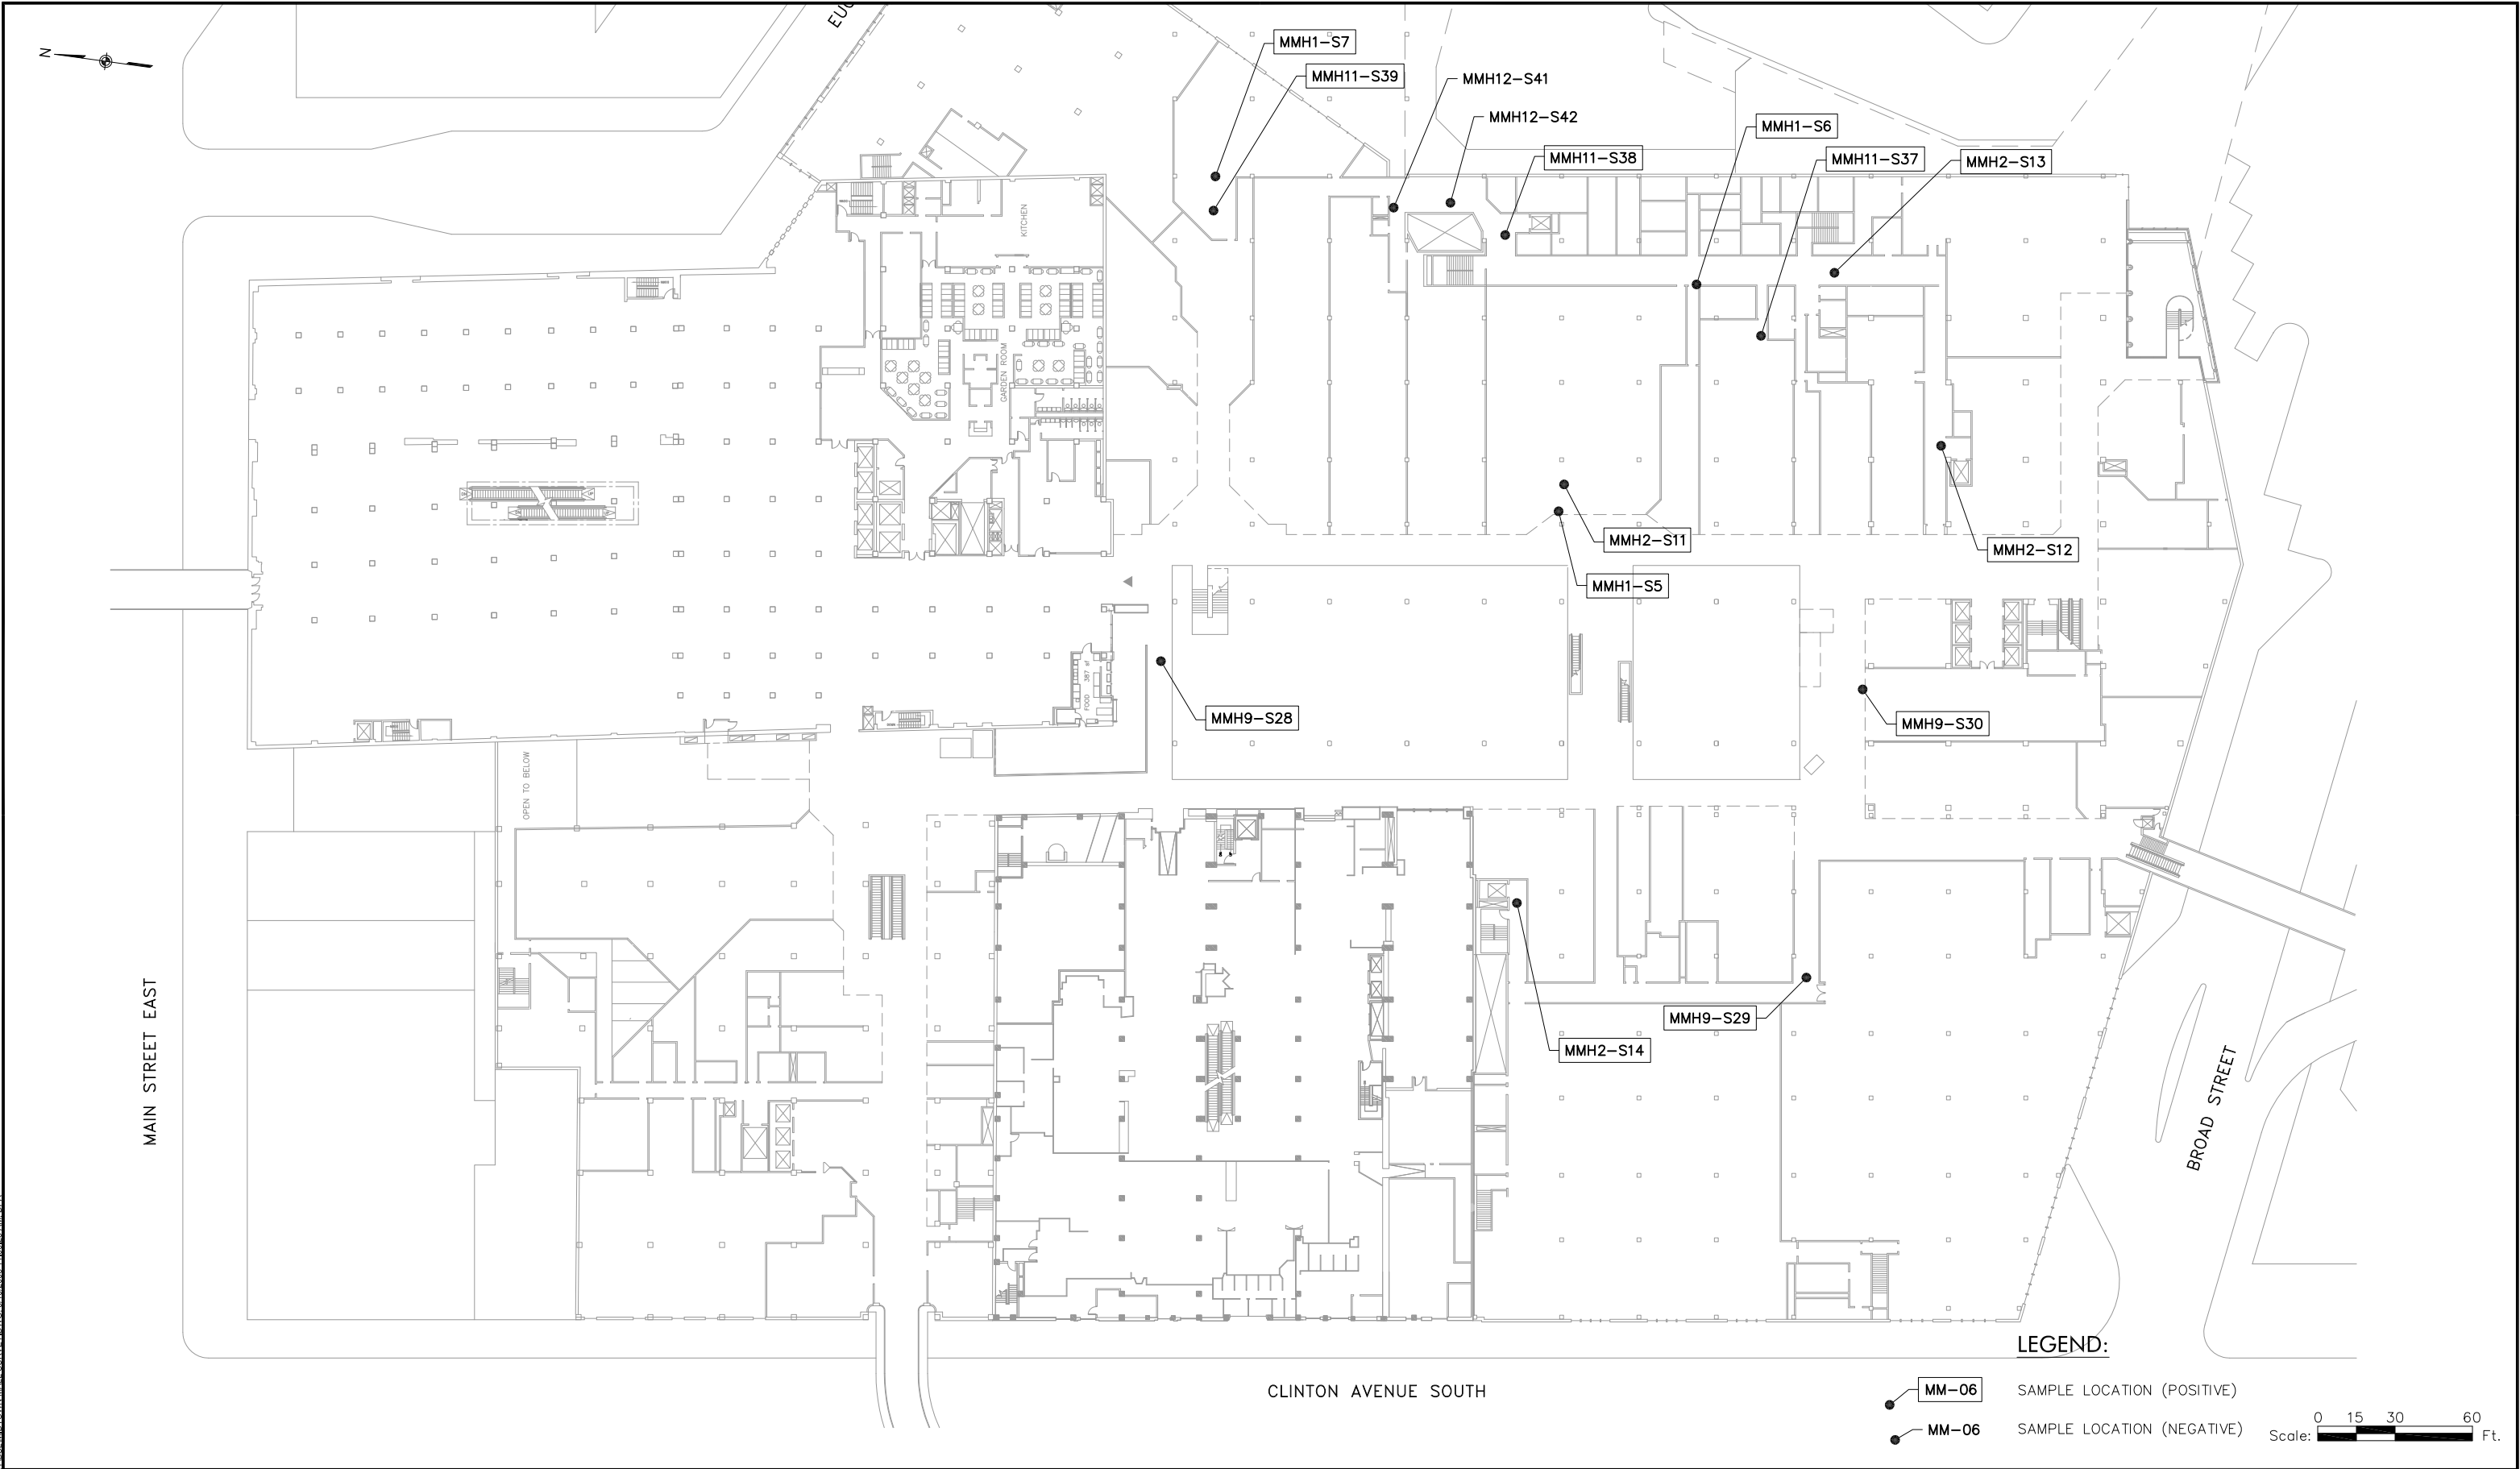 N
MMH1-S7
MMH11-S39
MMH12-S41
MMH12-S42
MMH11-S38
MMH1-S6
MMH11-S37
MMH2-S13
KITCHEN
GARDEN ROOM
MMH2-S11
MMH2-S12
MMH1-S5
FOOD 387 sf
MMH9-S28
MMH9-S30
OPEN TO BELOW
MMH9-S29
MMH2-S14
MAIN STREET EAST
BROAD STREET
CLINTON AVENUE SOUTH
LEGEND:
MM-06 SAMPLE LOCATION (POSITIVE)
MM-06 SAMPLE LOCATION (NEGATIVE)
Scale: 0 15 30 60 Ft.